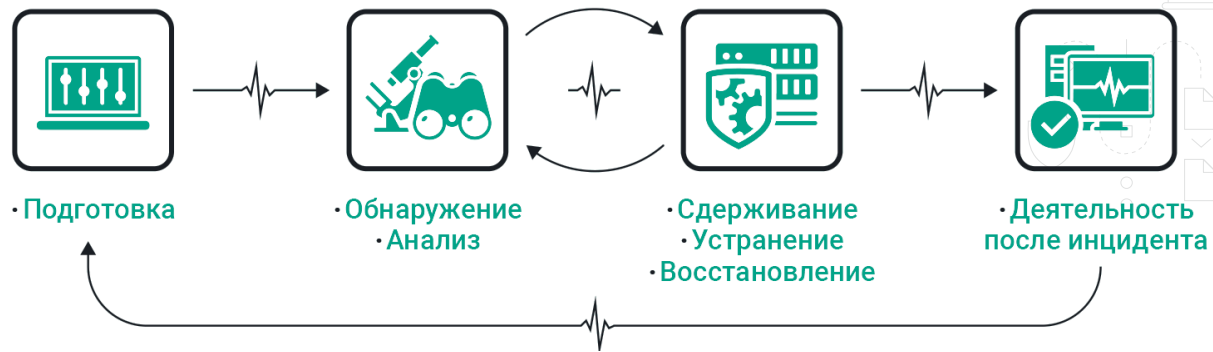 · Подготовка
· Обнаружение
· Анализ
· Сдерживание
· Устранение
· Восстановление
· Деятельность
после инцидента